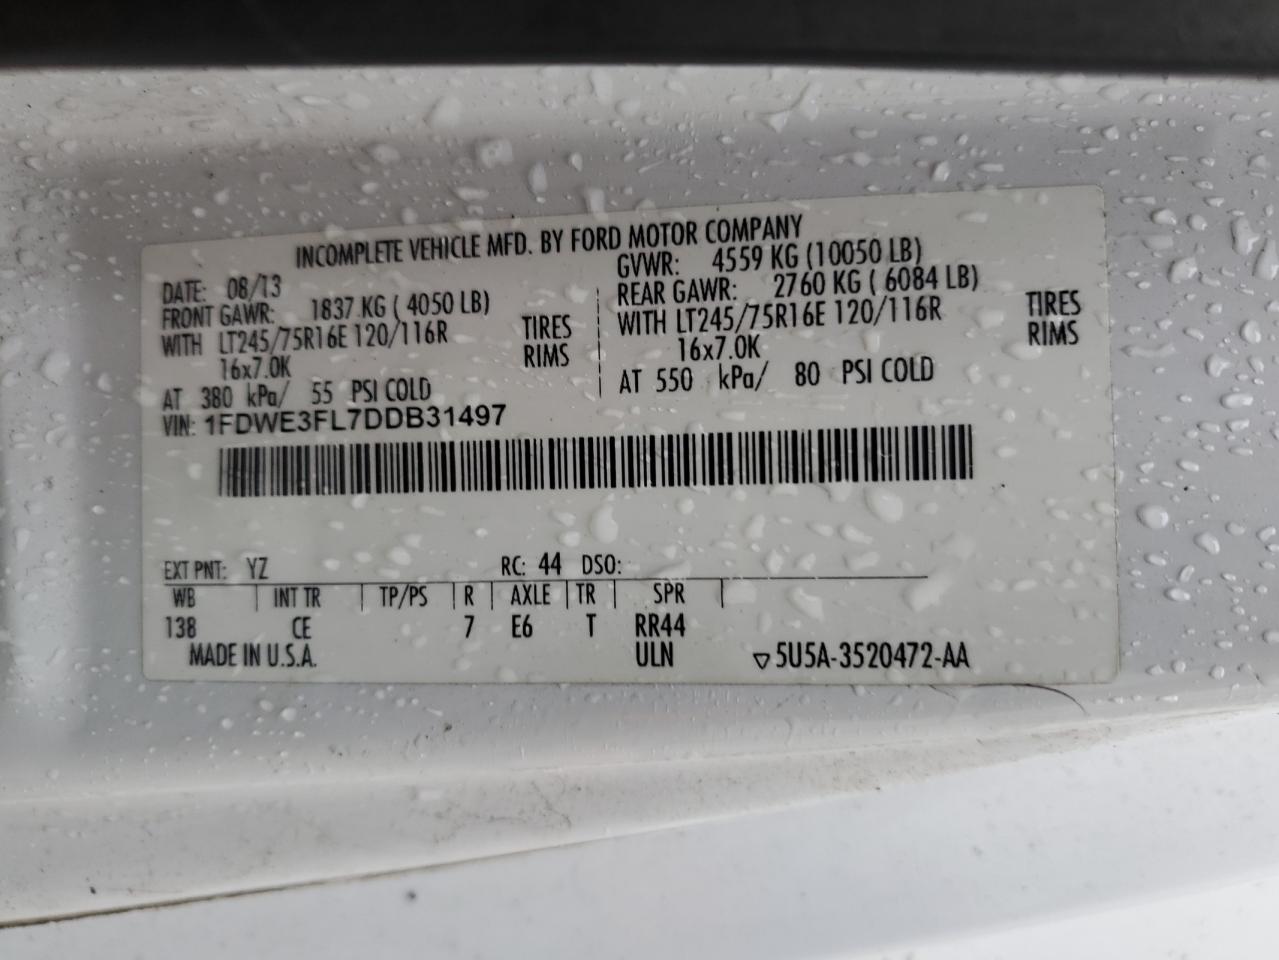 INCOMPLETE VEHICLE MFD. BY FORD MOTOR COMPANY
DATE: 08/13
FRONT GAWR: 1837 KG ( 4050 LB)
WITH LT245/75R16E 120/116R TIRES
16x7.0K RIMS
AT 380 kPa/ 55 PSI COLD
GVWR: 4559 KG (10050 LB)
REAR GAWR: 2760 KG ( 6084 LB)
WITH LT245/75R16E 120/116R TIRES
16x7.0K RIMS
AT 550 kPa/ 80 PSI COLD
VIN: 1FDWE3FL7DDB31497
EXT PNT: YZ RC: 44 DSO:
WB INT TR TP/PS R AXLE TR SPR
138 CE 7 E6 T RR44
MADE IN U.S.A. ULN ▽5U5A-3520472-AA